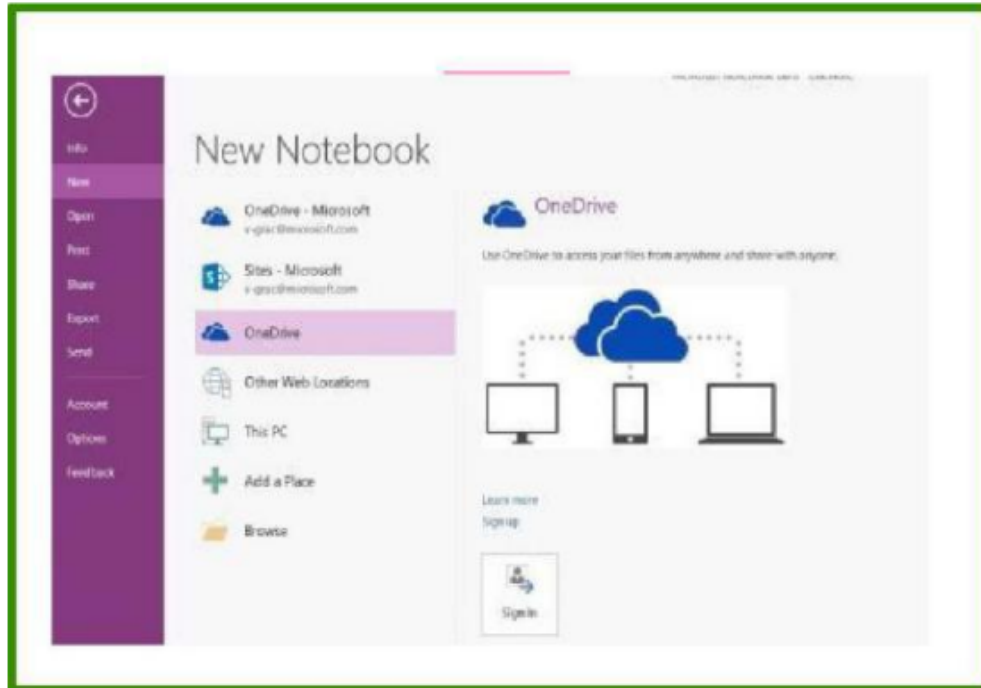 Info
New
Open
Print
Share
Export
Send
Account
Options
Feedback
New Notebook
OneDrive - Microsoft
Sites - Microsoft
OneDrive
Other Web Locations
This PC
Add a Place
Browse
OneDrive
Use OneDrive to access your files from anywhere and share with anyone.
Learn more
Sign up
Sign In